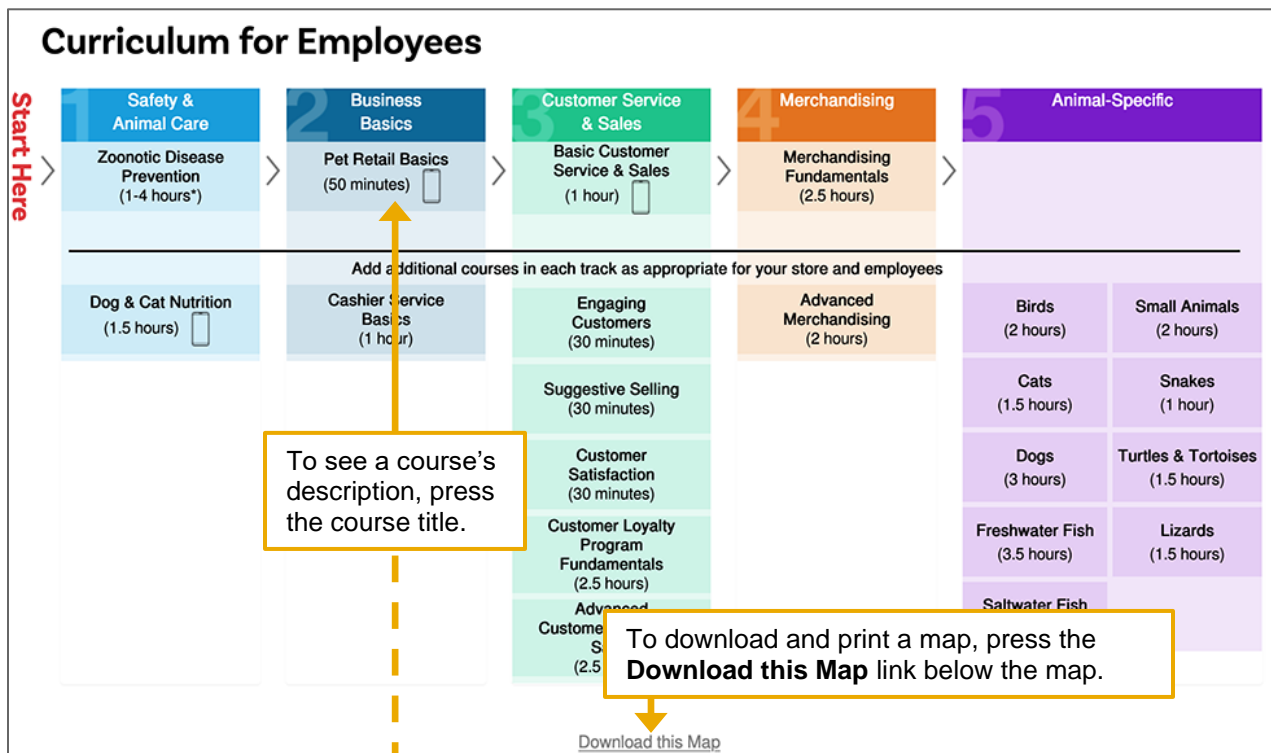 Curriculum for Employees
Start Here
1
Safety &
Animal Care
Zoonotic Disease
Prevention
(1-4 hours*)
2
Business
Basics
Pet Retail Basics
(50 minutes)
3
Customer Service
& Sales
Basic Customer
Service & Sales
(1 hour)
4
Merchandising
Merchandising
Fundamentals
(2.5 hours)
5
Animal-Specific
Add additional courses in each track as appropriate for your store and employees
Dog & Cat Nutrition
(1.5 hours)
Cashier Service
Basics
(1 hour)
Engaging
Customers
(30 minutes)
Suggestive Selling
(30 minutes)
Customer
Satisfaction
(30 minutes)
Customer Loyalty
Program
Fundamentals
(2.5 hours)
Advanced
Custome
S
(2.5
Advanced
Merchandising
(2 hours)
Birds
(2 hours)
Small Animals
(2 hours)
Cats
(1.5 hours)
Snakes
(1 hour)
Dogs
(3 hours)
Turtles & Tortoises
(1.5 hours)
Freshwater Fish
(3.5 hours)
Lizards
(1.5 hours)
Saltwater Fish
To see a course’s
description, press
the course title.
To download and print a map, press the
Download this Map link below the map.
Download this Map